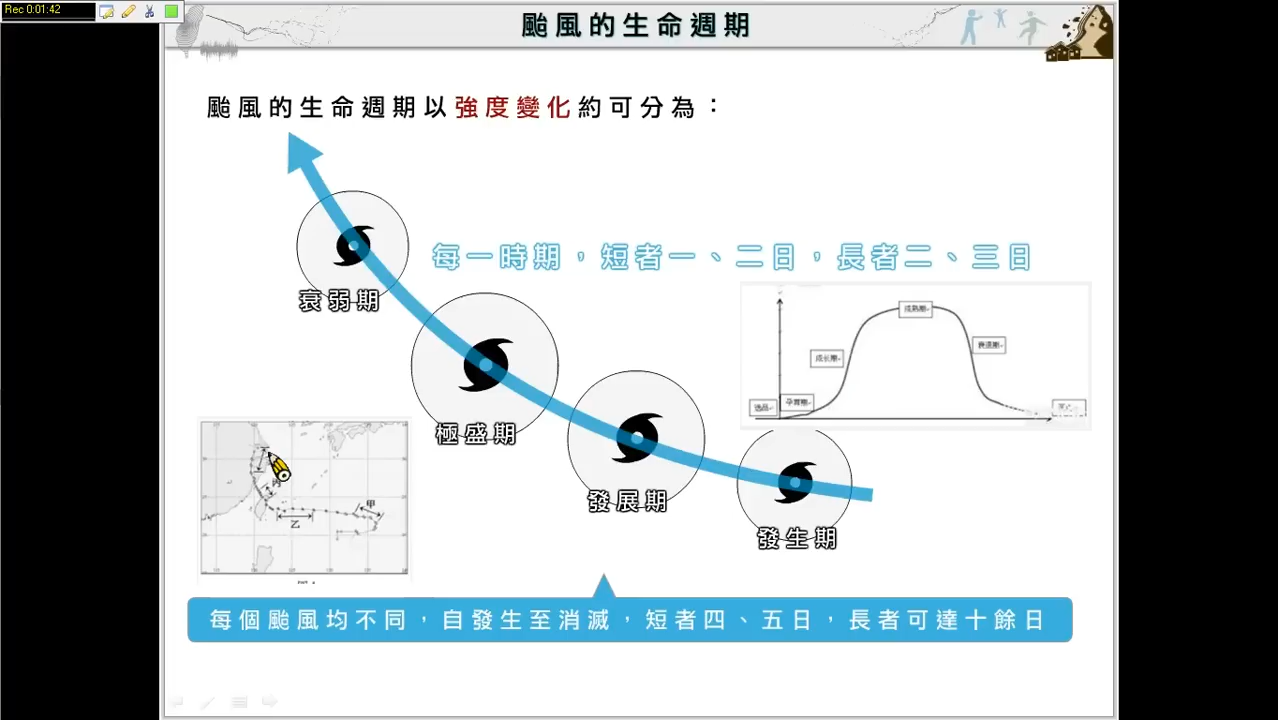 Rec 0:01:42
颱風的生命週期
颱風的生命週期以強度變化約可分為：
每一時期，短者一、二日，長者二、三日
衰弱期
極盛期
發展期
發生期
成熟期
成长期
衰退期
孕育期
甲
乙
丙
每個颱風均不同，自發生至消滅，短者四、五日，長者可達十餘日